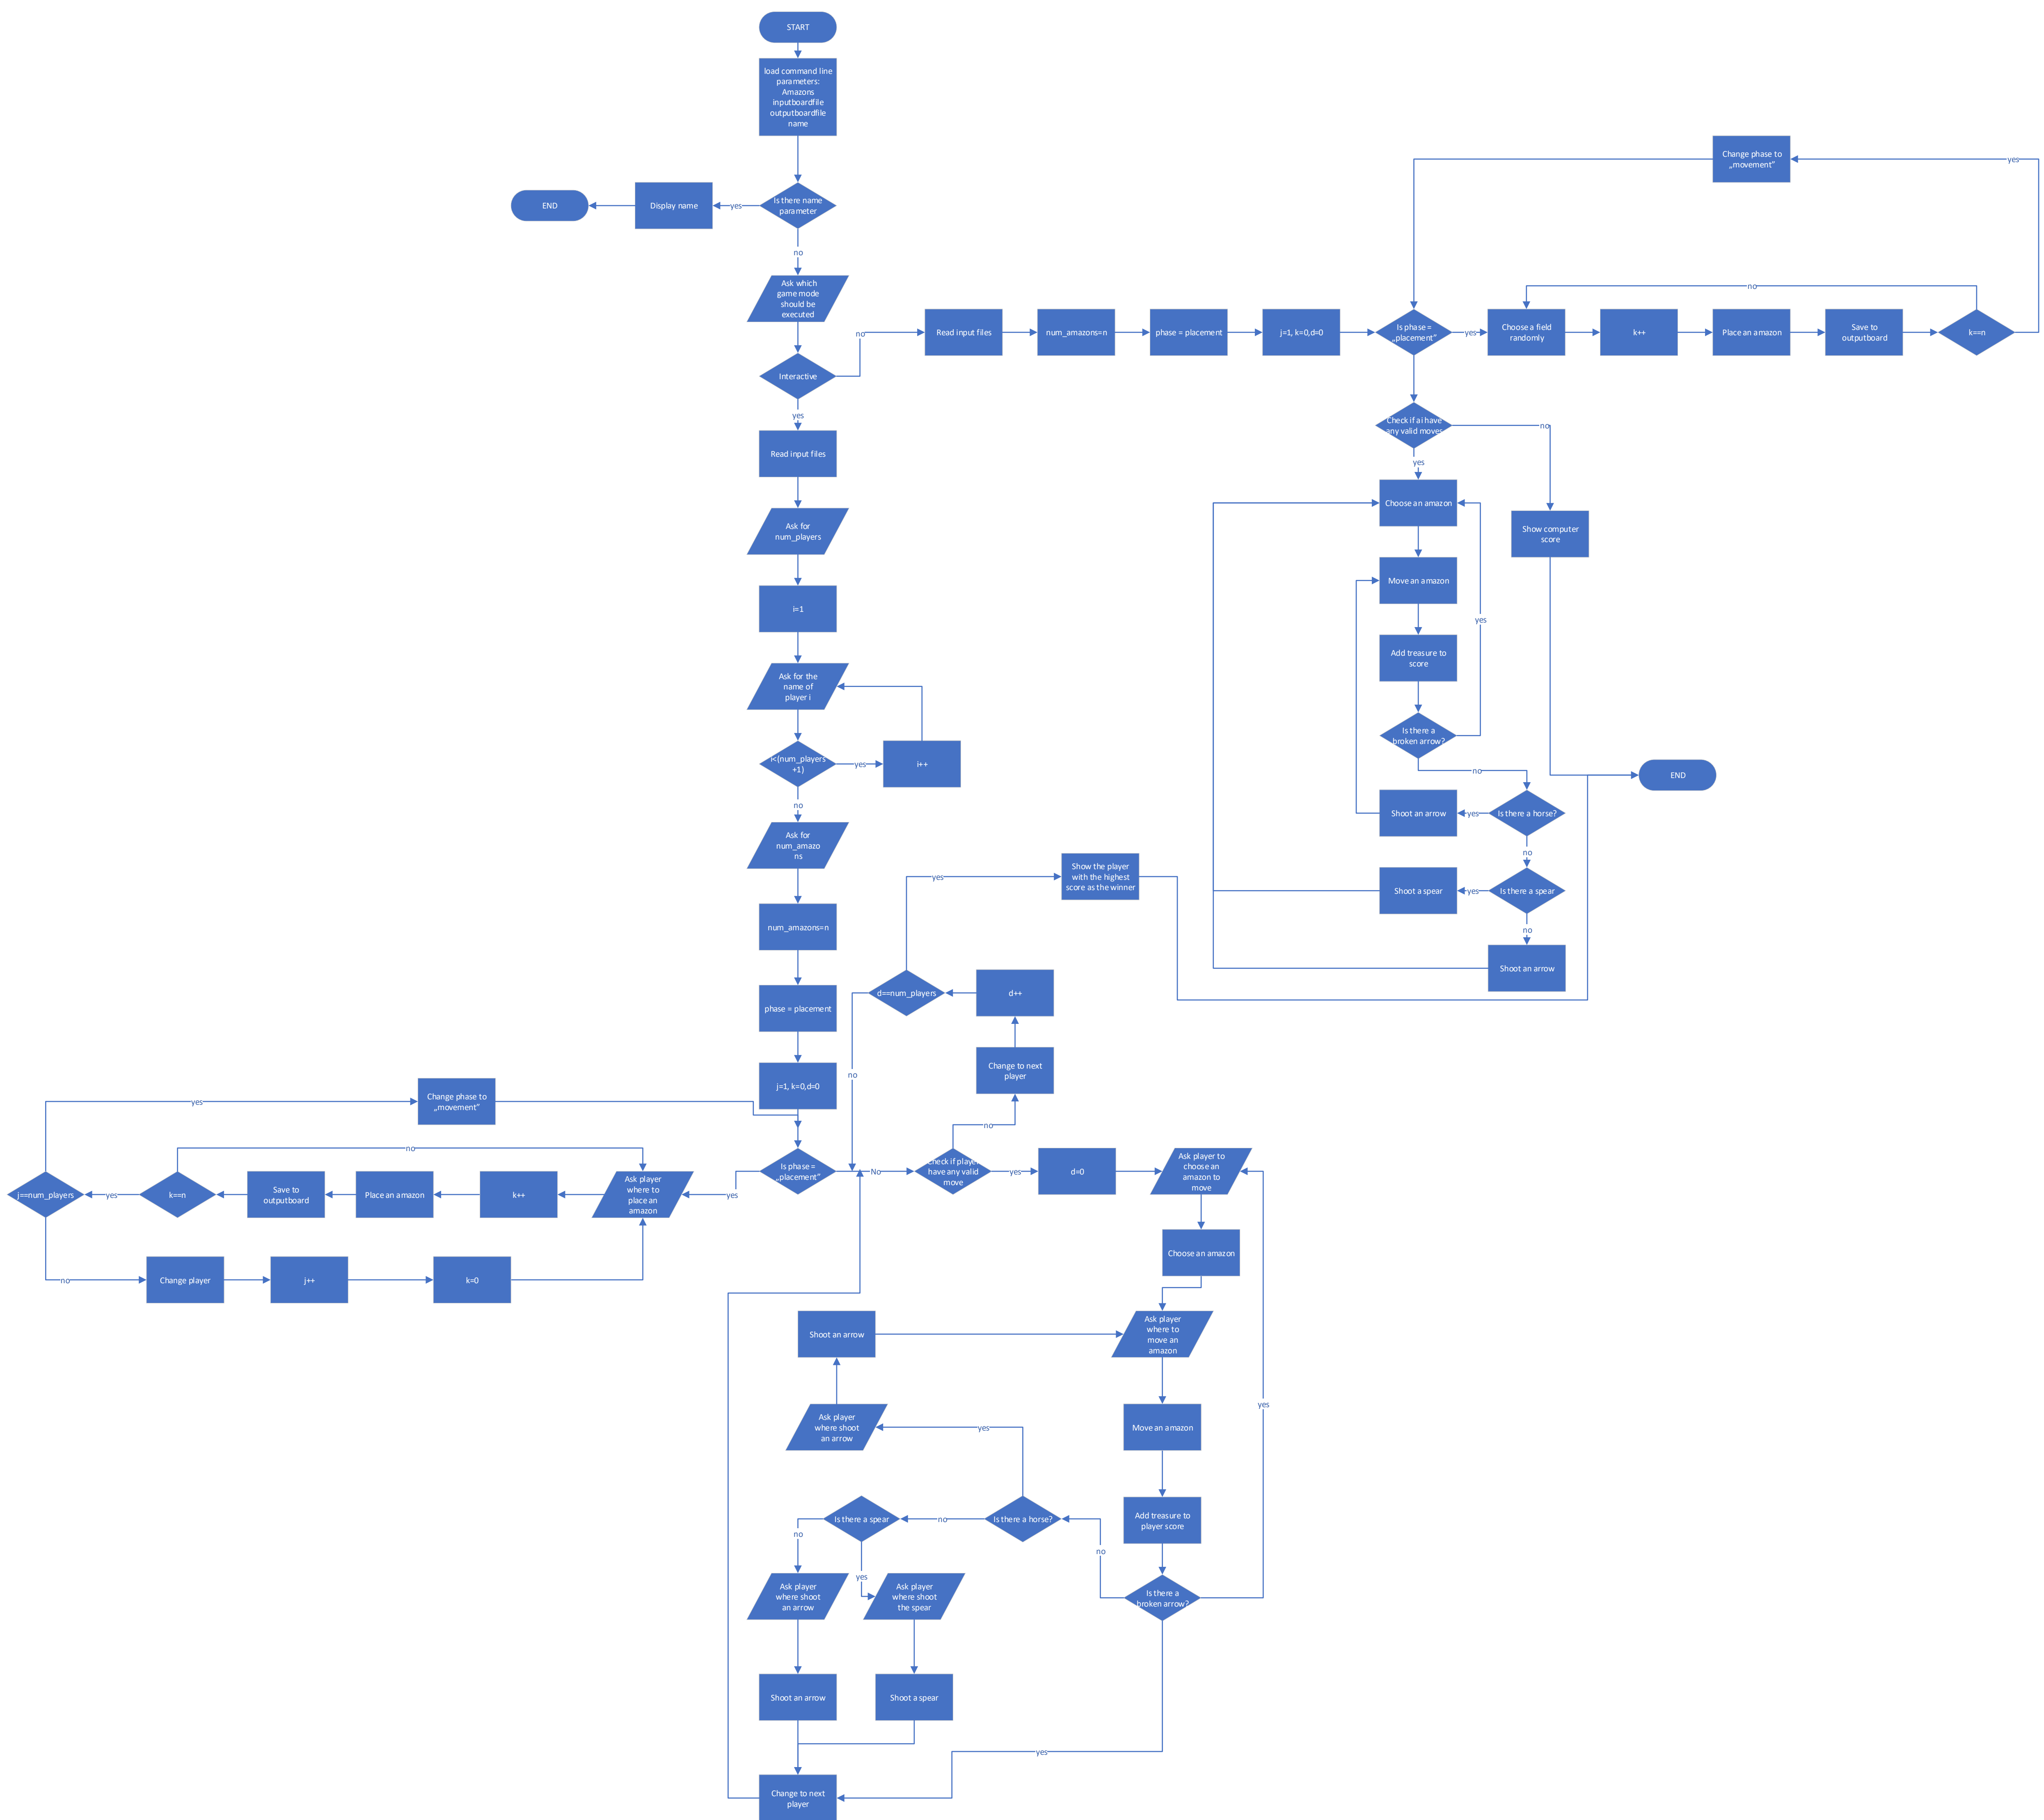 START
load command line
parameters:
Amazons
inputboardfile
outputboardfile
name
Change phase to
„movement”
yes
END
Display name
yes
Is there name
parameter
no
Ask which
game mode
should be
executed
no
no
Read input files
num_amazons=n
phase = placement
j=1, k=0,d=0
Is phase =
„placement”
yes
Choose a field
randomly
k++
Place an amazon
Save to
outputboard
k==n
Interactive
yes
Check if ai have
any valid moves
no
Read input files
yes
Choose an amazon
Ask for
num_players
Show computer
score
Move an amazon
i=1
yes
Add treasure to
score
Ask for the
name of
player i
Is there a
broken arrow?
i<(num_players
+1)
yes
i++
no
END
no
Shoot an arrow
yes
Is there a horse?
Ask for
num_amazo
ns
no
Show the player
with the highest
score as the winner
yes
Shoot a spear
yes
Is there a spear
num_amazons=n
no
Shoot an arrow
d==num_players
d++
phase = placement
Change to next
player
no
j=1, k=0,d=0
Change phase to
„movement”
yes
no
no
Is phase =
„placement”
No
Check if player
have any valid
move
yes
d=0
Ask player to
choose an
amazon to
move
j==num_players
yes
k==n
Save to
outputboard
Place an amazon
k++
Ask player
where to
place an
amazon
yes
Choose an amazon
no
Change player
j++
k=0
Shoot an arrow
Ask player
where to
move an
amazon
yes
Ask player
where shoot
an arrow
yes
Move an amazon
Is there a spear
no
Is there a horse?
Add treasure to
player score
no
no
yes
Ask player
where shoot
an arrow
Ask player
where shoot
the spear
Is there a
broken arrow?
Shoot an arrow
Shoot a spear
yes
Change to next
player